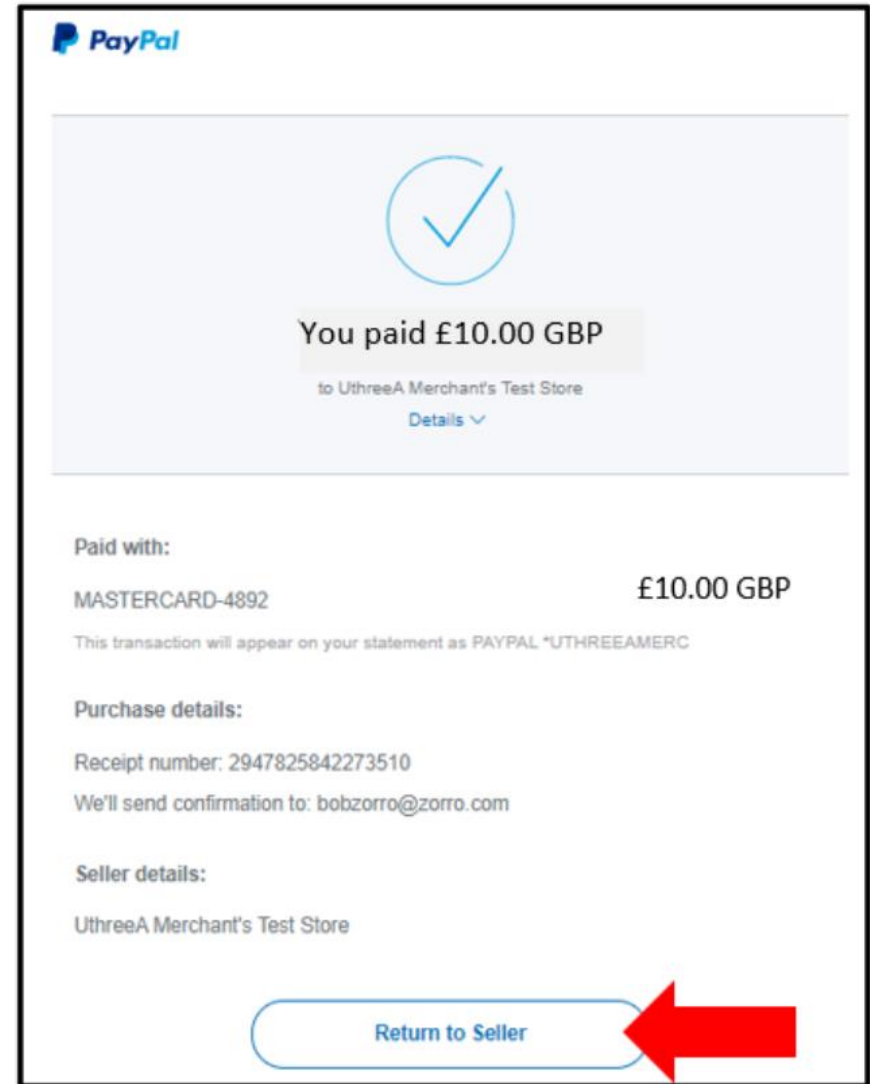 PayPal
You paid £10.00 GBP
to UthreeA Merchant's Test Store
Details
Paid with:
MASTERCARD-4892
£10.00 GBP
This transaction will appear on your statement as PAYPAL *UTHREEAMERC
Purchase details:
Receipt number: 2947825842273510
We'll send confirmation to: bobzorro@zorro.com
Seller details:
UthreeA Merchant's Test Store
Return to Seller